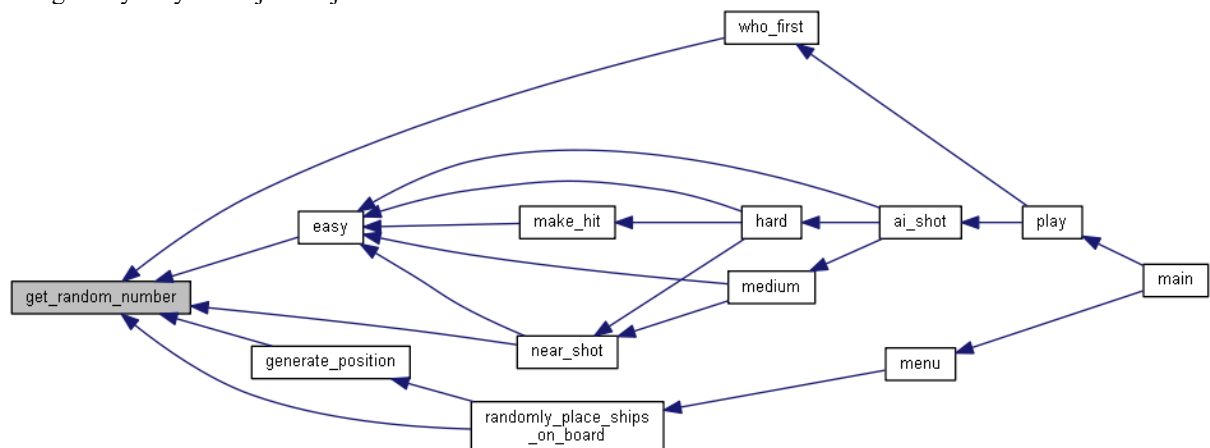 who_first
easy
make_hit
hard
ai_shot
play
get_random_number
medium
main
near_shot
generate_position
menu
randomly_place_ships
_on_board